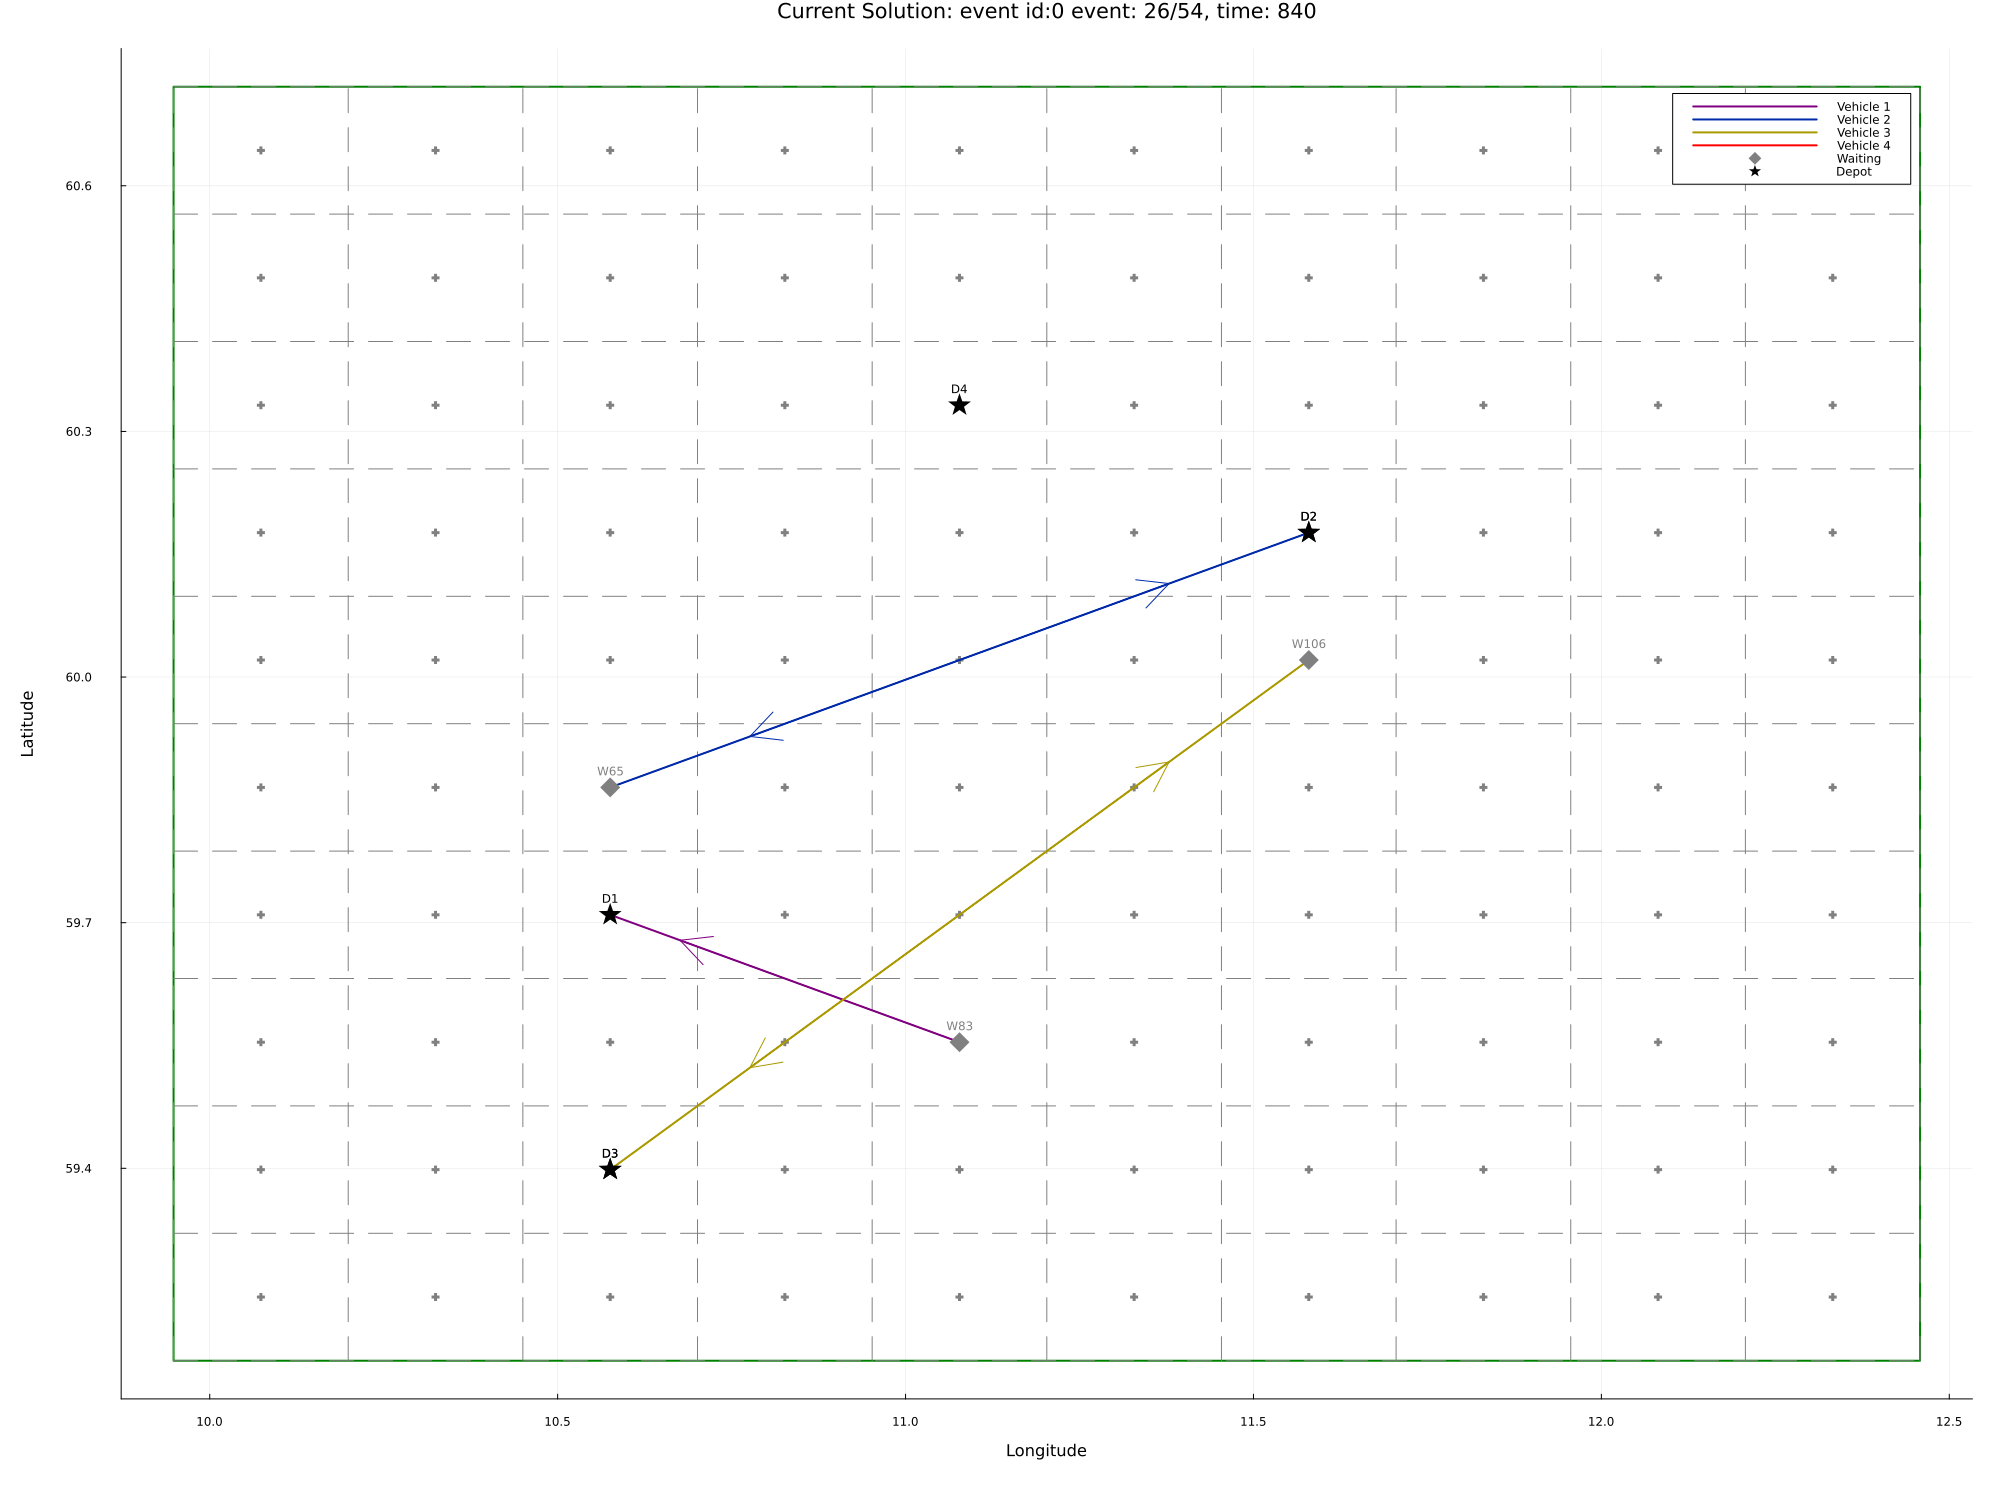 Current Solution: event id:0 event: 26/54, time: 840
Vehicle 1
Vehicle 2
Vehicle 3
Vehicle 4
Waiting
Depot
60.6
60.3
60.0
59.7
59.4
Latitude
D4
D2
W106
W65
D1
W83
D3
10.0
10.5
11.0
11.5
12.0
12.5
Longitude